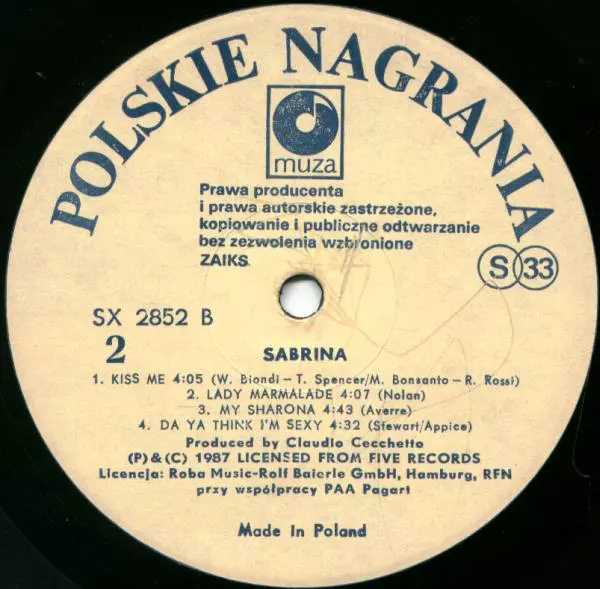 POLSKIE NAGRANIA
muza
Prawa producenta
i prawa autorskie zastrzeżone,
kopiowanie i publiczne odtwarzanie
bez zezwolenia wzbronione
ZAIKS.
S 33
SX 2852 B
2
SABRINA
1. KISS ME 4:05 (W. Biondi – T. Spencer/M. Bonsanto – R. Rossi)
2. LADY MARMALADE 4:07 (Nolan)
3. MY SHARONA 4:43 (Averre)
4. DA YA THINK I'M SEXY 4:32 (Stewart/Appice)
Produced by Claudio Cecchetto
(P)&(C) 1987 LICENSED FROM FIVE RECORDS
Licencja: Roba Music-Rolf Baierle GmbH, Hamburg, RFN
przy współpracy PAA Pagart
Made in Poland